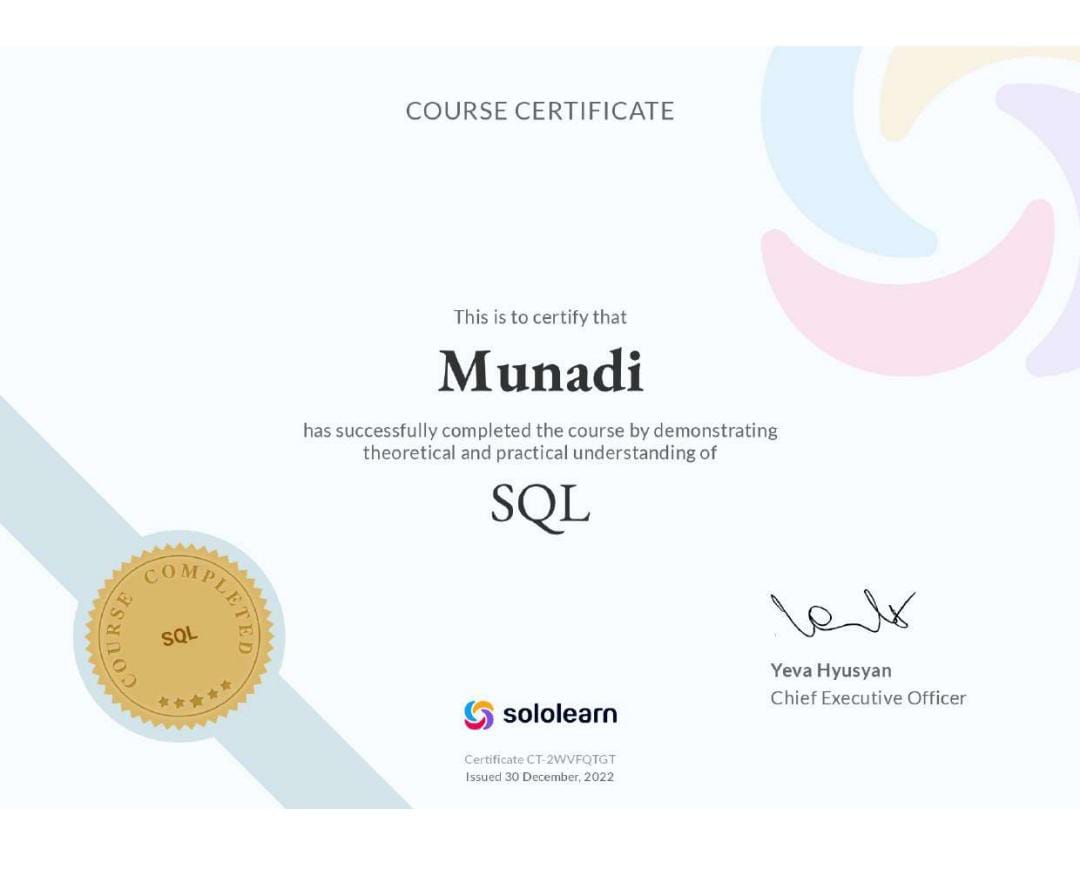 COURSE CERTIFICATE
This is to certify that
Munadi
has successfully completed the course by demonstrating
theoretical and practical understanding of
SQL
COURSE COMPLETED
SQL
Yeva Hyusyan
Chief Executive Officer
sololearn
Certificate CT-2WVFQTGT
Issued 30 December, 2022